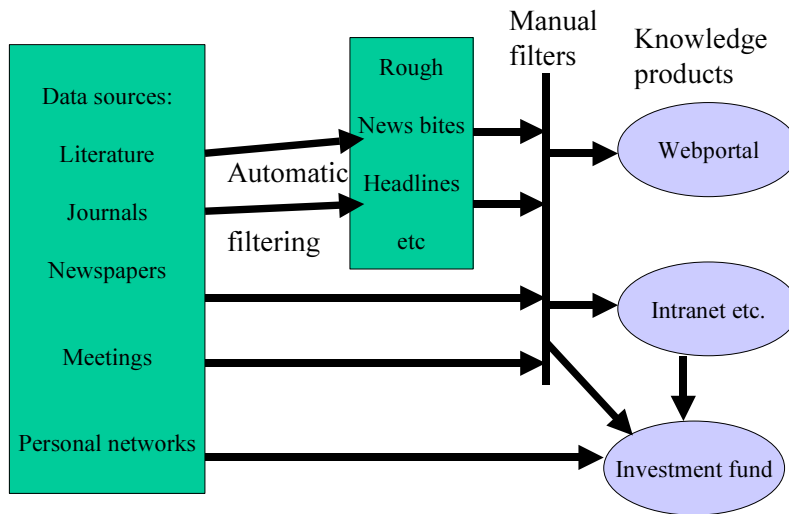 Data sources:
Literature
Journals
Newspapers
Meetings
Personal networks
Automatic
filtering
Rough
News bites
Headlines
etc
Manual
filters
Knowledge
products
Webportal
Intranet etc.
Investment fund